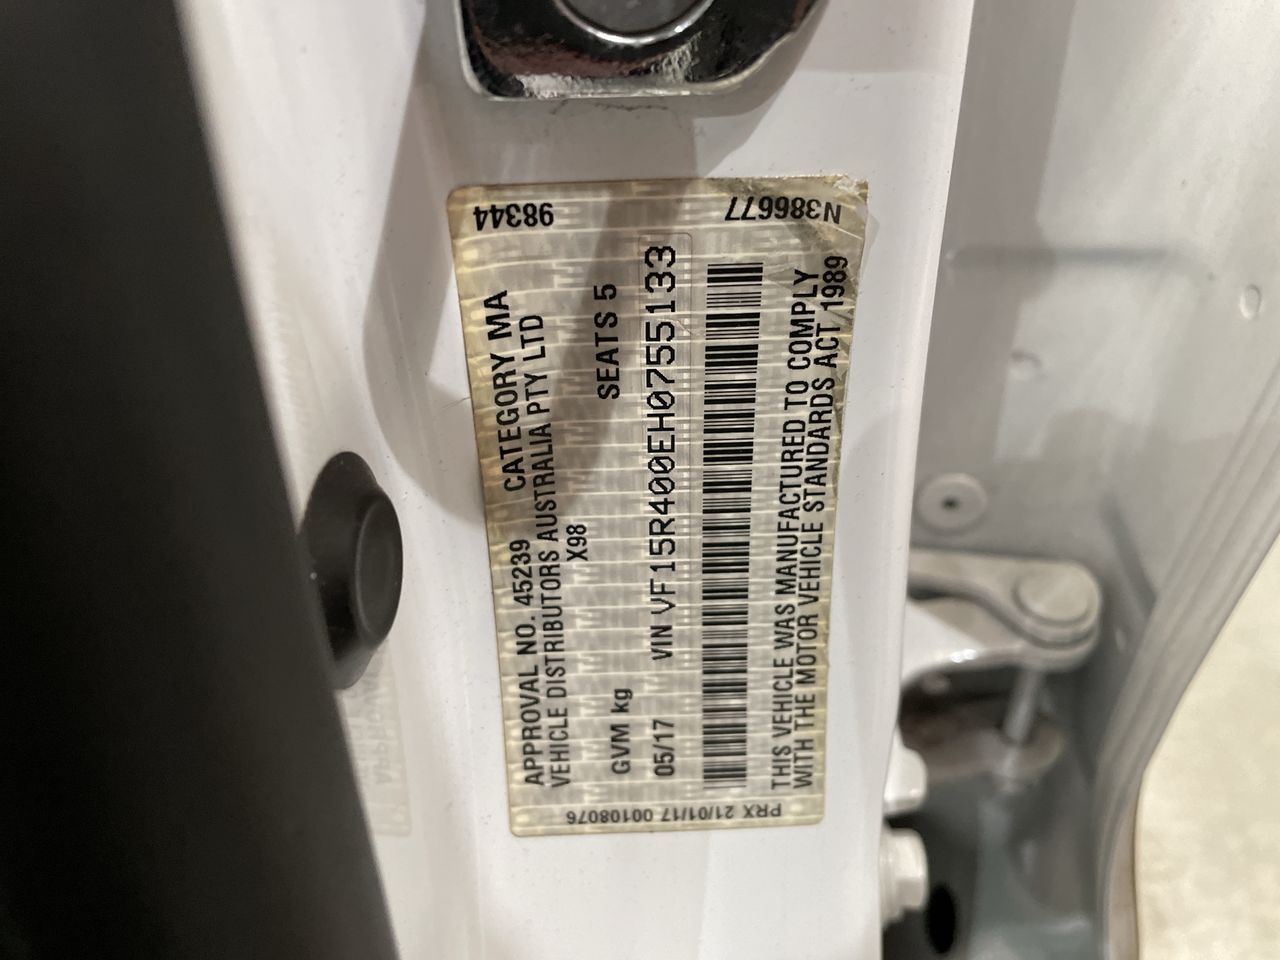 98344
N386677
APPROVAL NO. 45239 CATEGORY MA
VEHICLE DISTRIBUTORS AUSTRALIA PTY LTD
X98
GVM kg SEATS 5
05/17 VIN VF15R400EH0755133
THIS VEHICLE WAS MANUFACTURED TO COMPLY
WITH THE MOTOR VEHICLE STANDARDS ACT 1989
PRX 21/01/17 00108076